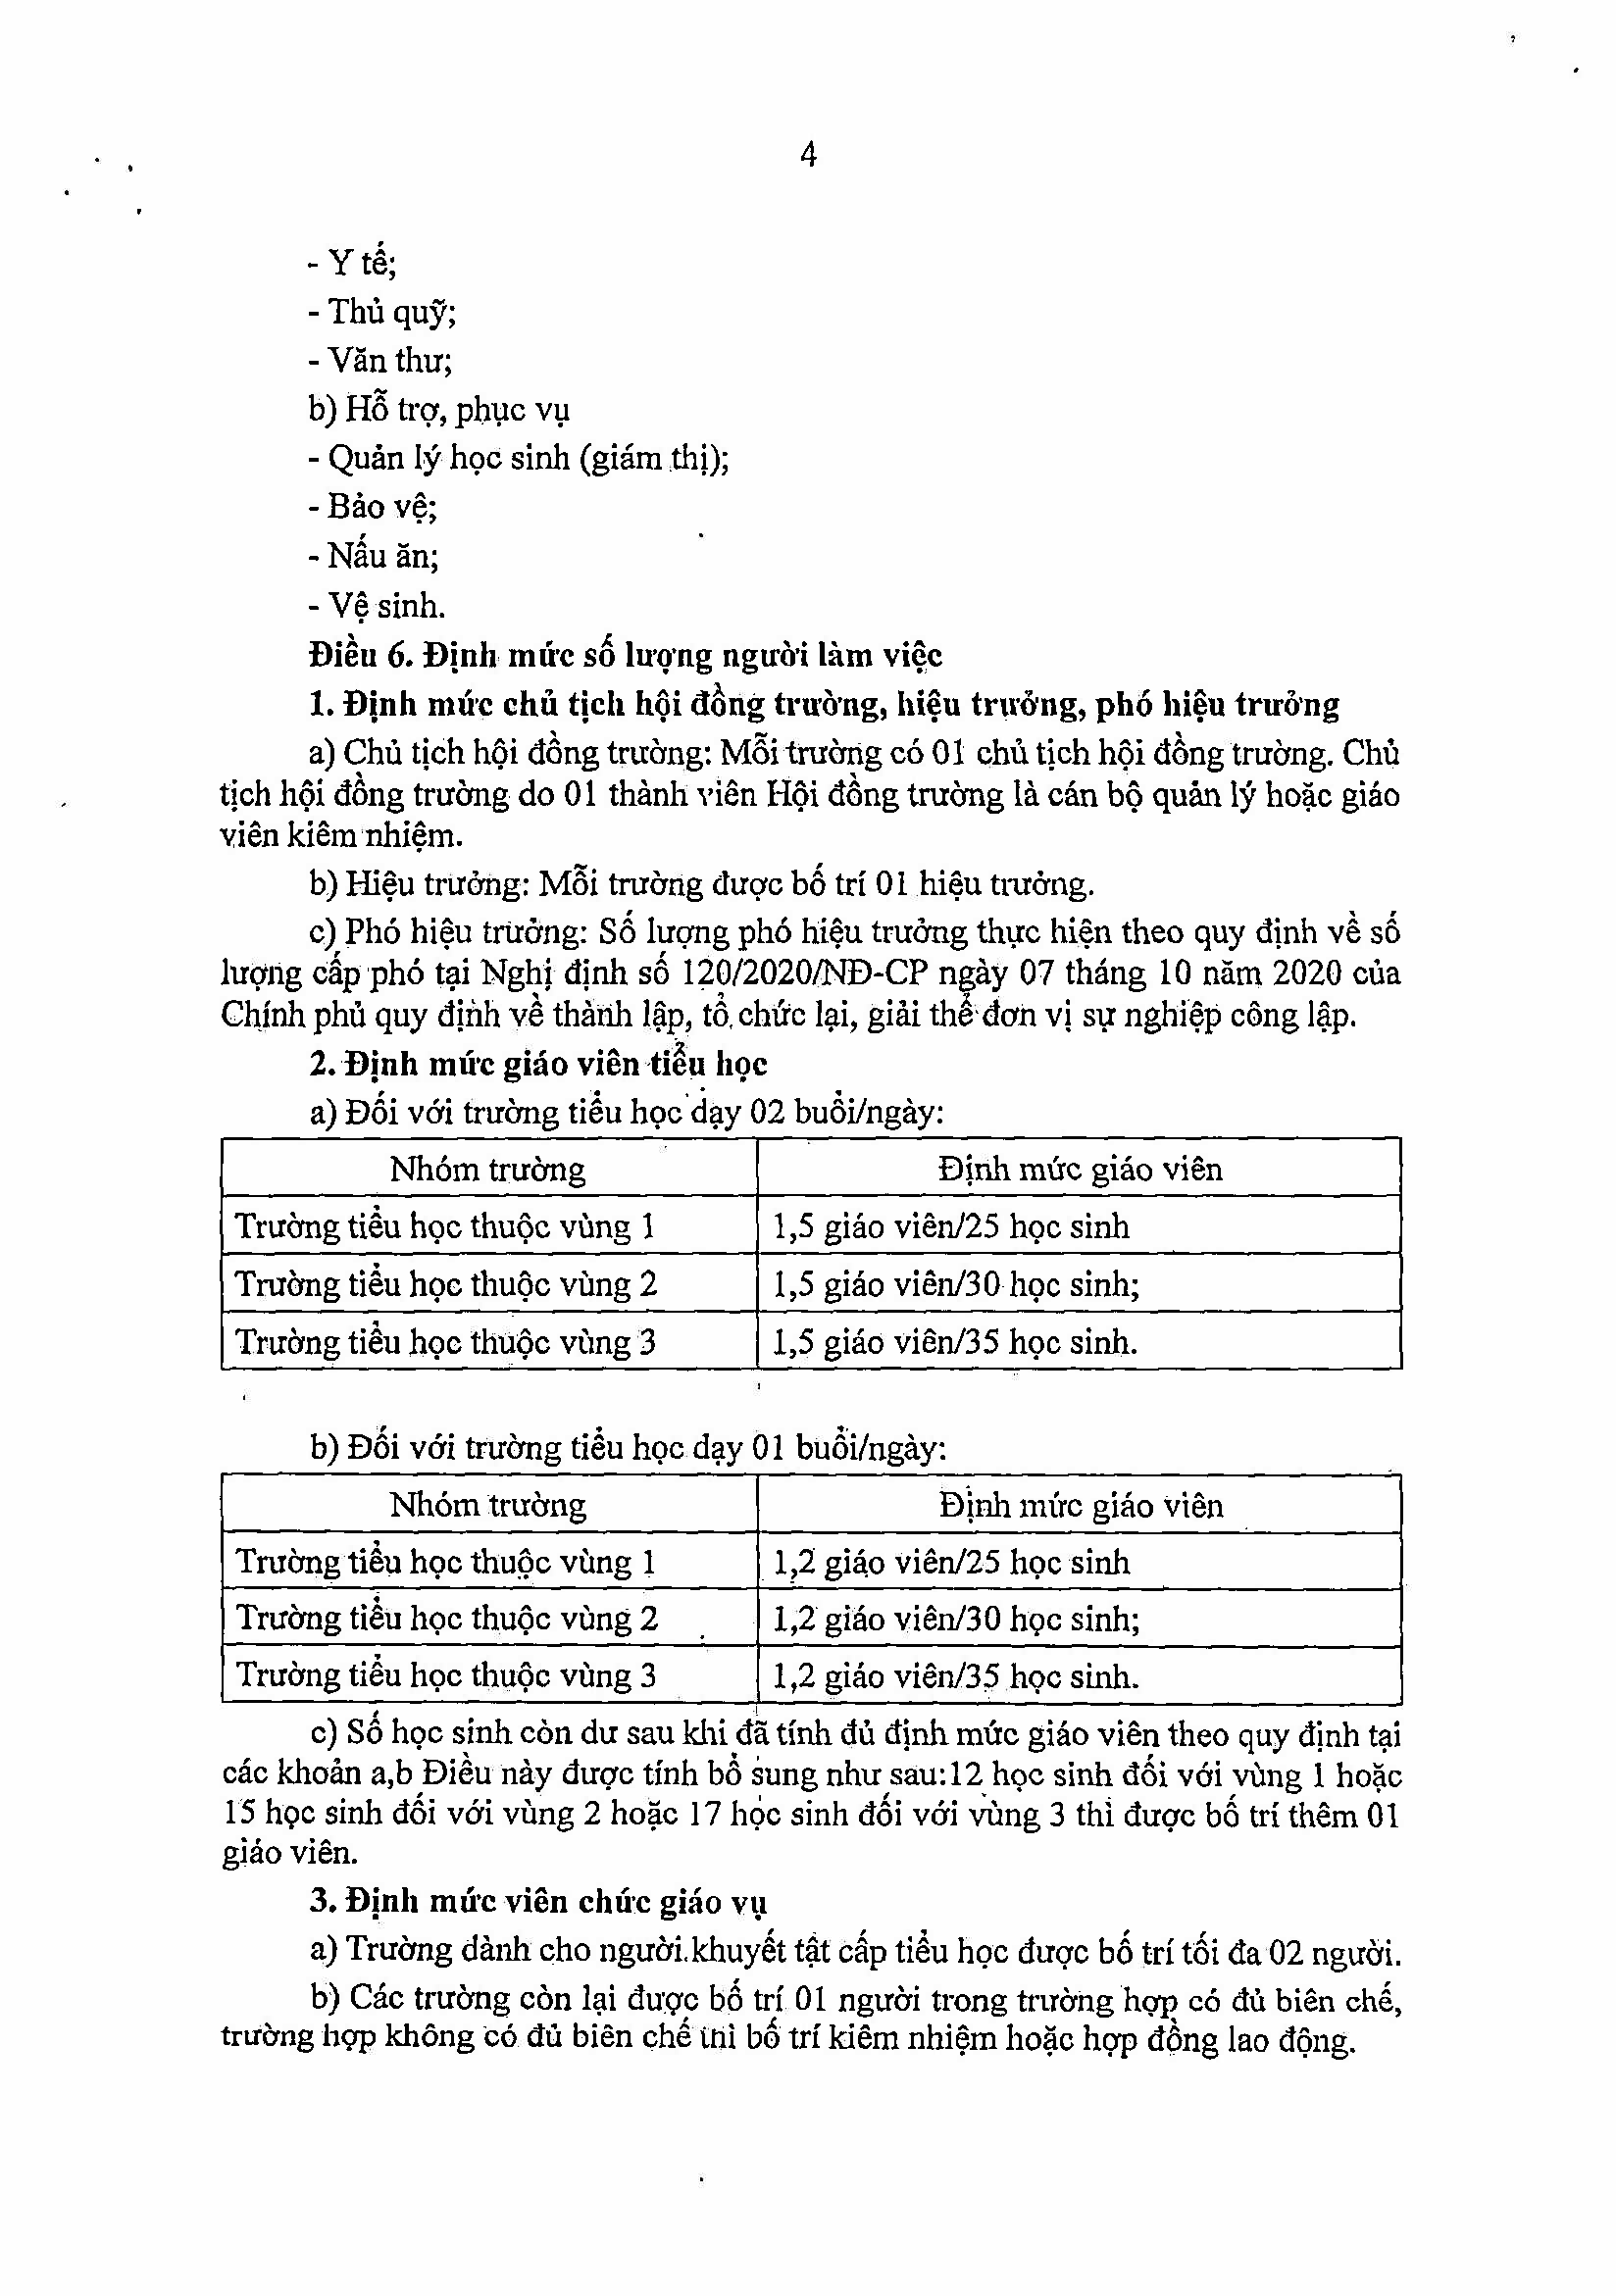 4
- Y tế;
- Thủ quỹ;
- Văn thư;
b) Hỗ trợ, phục vụ
- Quản lý học sinh (giám thị);
- Bảo vệ;
- Nấu ăn;
- Vệ sinh.
Điều 6. Định mức số lượng người làm việc
1. Định mức chủ tịch hội đồng trường, hiệu trưởng, phó hiệu trưởng
a) Chủ tịch hội đồng trường: Mỗi trường có 01 chủ tịch hội đồng trường. Chủ
tịch hội đồng trường do 01 thành viên Hội đồng trường là cán bộ quản lý hoặc giáo
viên kiêm nhiệm.
b) Hiệu trưởng: Mỗi trường được bố trí 01 hiệu trưởng.
c) Phó hiệu trưởng: Số lượng phó hiệu trưởng thực hiện theo quy định về số
lượng cấp phó tại Nghị định số 120/2020/NĐ-CP ngày 07 tháng 10 năm 2020 của
Chính phủ quy định về thành lập, tổ chức lại, giải thể đơn vị sự nghiệp công lập.
2. Định mức giáo viên tiểu học
a) Đối với trường tiểu học dạy 02 buổi/ngày:
Nhóm trường Định mức giáo viên
Trường tiểu học thuộc vùng 1 1,5 giáo viên/25 học sinh
Trường tiểu học thuộc vùng 2 1,5 giáo viên/30 học sinh;
Trường tiểu học thuộc vùng 3 1,5 giáo viên/35 học sinh.
b) Đối với trường tiểu học dạy 01 buổi/ngày:
Nhóm trường Định mức giáo viên
Trường tiểu học thuộc vùng 1 1,2 giáo viên/25 học sinh
Trường tiểu học thuộc vùng 2 1,2 giáo viên/30 học sinh;
Trường tiểu học thuộc vùng 3 1,2 giáo viên/35 học sinh.
c) Số học sinh còn dư sau khi đã tính đủ định mức giáo viên theo quy định tại
các khoản a,b Điều này được tính bổ sung như sau:12 học sinh đối với vùng 1 hoặc
15 học sinh đối với vùng 2 hoặc 17 học sinh đối với vùng 3 thì được bố trí thêm 01
giáo viên.
3. Định mức viên chức giáo vụ
a) Trường dành cho người khuyết tật cấp tiểu học được bố trí tối đa 02 người.
b) Các trường còn lại được bố trí 01 người trong trường hợp có đủ biên chế,
trường hợp không có đủ biên chế thì bố trí kiêm nhiệm hoặc hợp đồng lao động.